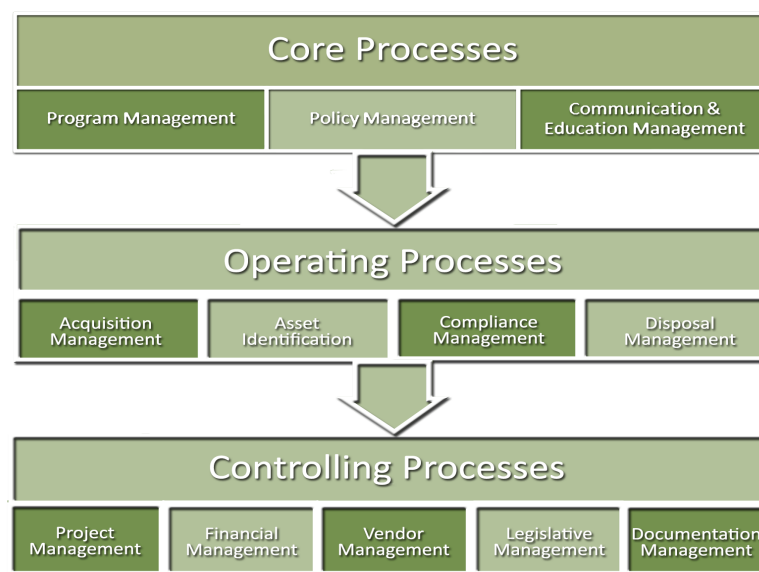 Core Processes
Program Management
Policy Management
Communication &
Education Management
Operating Processes
Acquisition
Management
Asset
Identification
Compliance
Management
Disposal
Management
Controlling Processes
Project
Management
Financial
Management
Vendor
Management
Legislative
Management
Documentation
Management